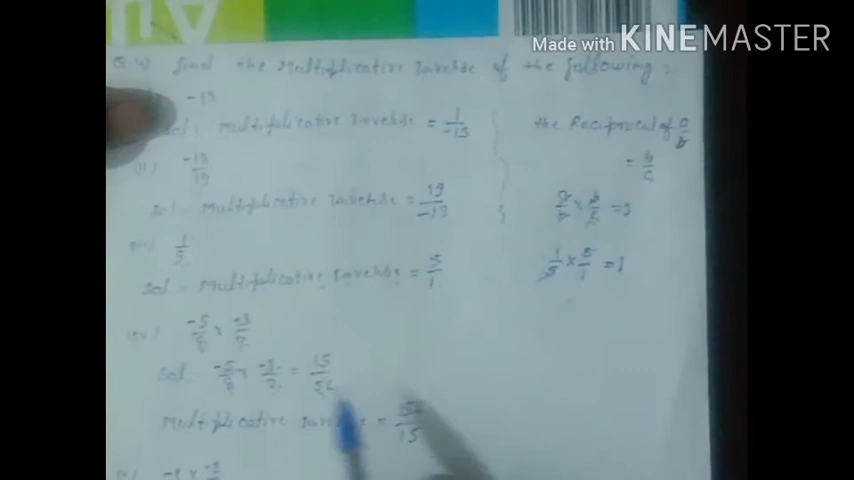 Made with KINEMASTER
Q.4) find the Multiplicative Inverse of the following :-
-13
Sol: Multiplicative Inverse = 1/-13
the Reciprocal of a/b
= b/a
(ii) -13/19
Sol = Multiplicative Inverse = 19/-13
a/b × b/a = 1
(iii) 1/5
Sol = Multiplicative Inverse = 5/1
1/5 × 5/1 = 1
(iv) -5/8 × -3/7
Sol: -5/8 × -3/7 = 15/56
Multiplicative Inverse = 56/15